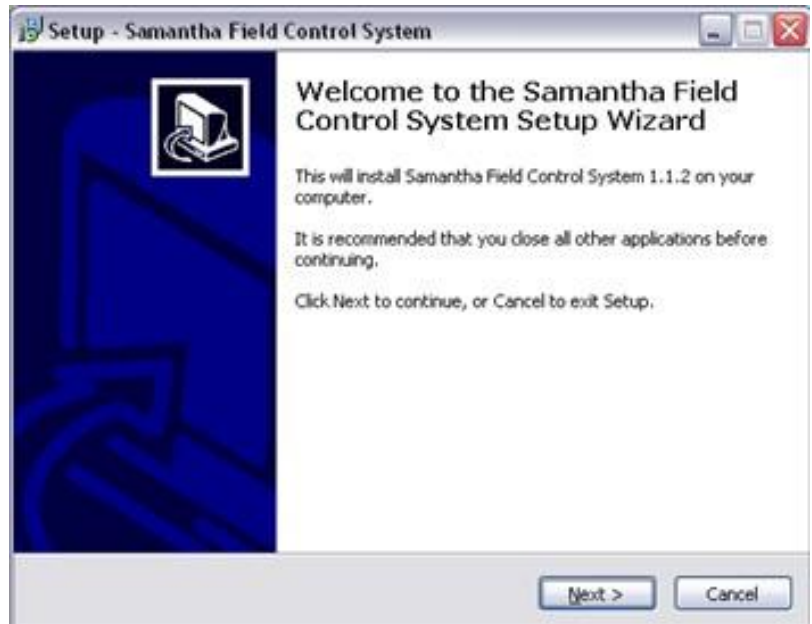 Setup - Samantha Field Control System
Welcome to the Samantha Field
Control System Setup Wizard
This will install Samantha Field Control System 1.1.2 on your
computer.
It is recommended that you close all other applications before
continuing.
Click Next to continue, or Cancel to exit Setup.
Next >
Cancel